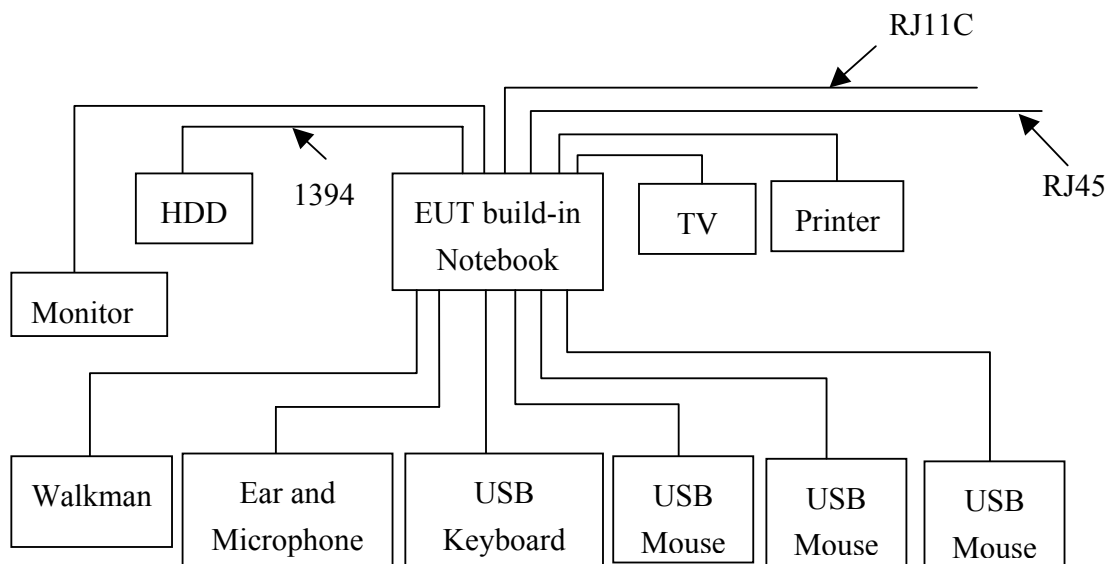 RJ11C
RJ45
1394
HDD
EUT build-in
Notebook
TV
Printer
Monitor
Walkman
Ear and
Microphone
USB
Keyboard
USB
Mouse
USB
Mouse
USB
Mouse